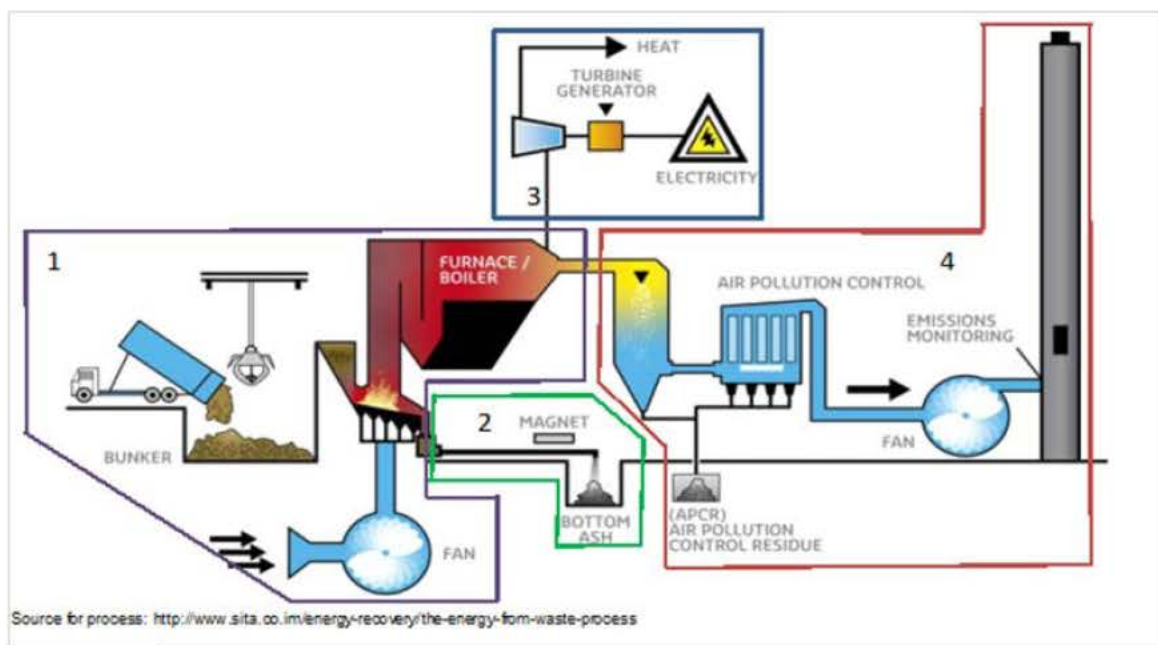 HEAT
TURBINE
GENERATOR
ELECTRICITY
3
1
FURNACE /
BOILER
4
AIR POLLUTION CONTROL
EMISSIONS
MONITORING
2
MAGNET
BUNKER
FAN
BOTTOM
ASH
FAN
(APCR)
AIR POLLUTION
CONTROL RESIDUE
Source for process: http://www.sita.co.im/energy-recovery/the-energy-from-waste-process